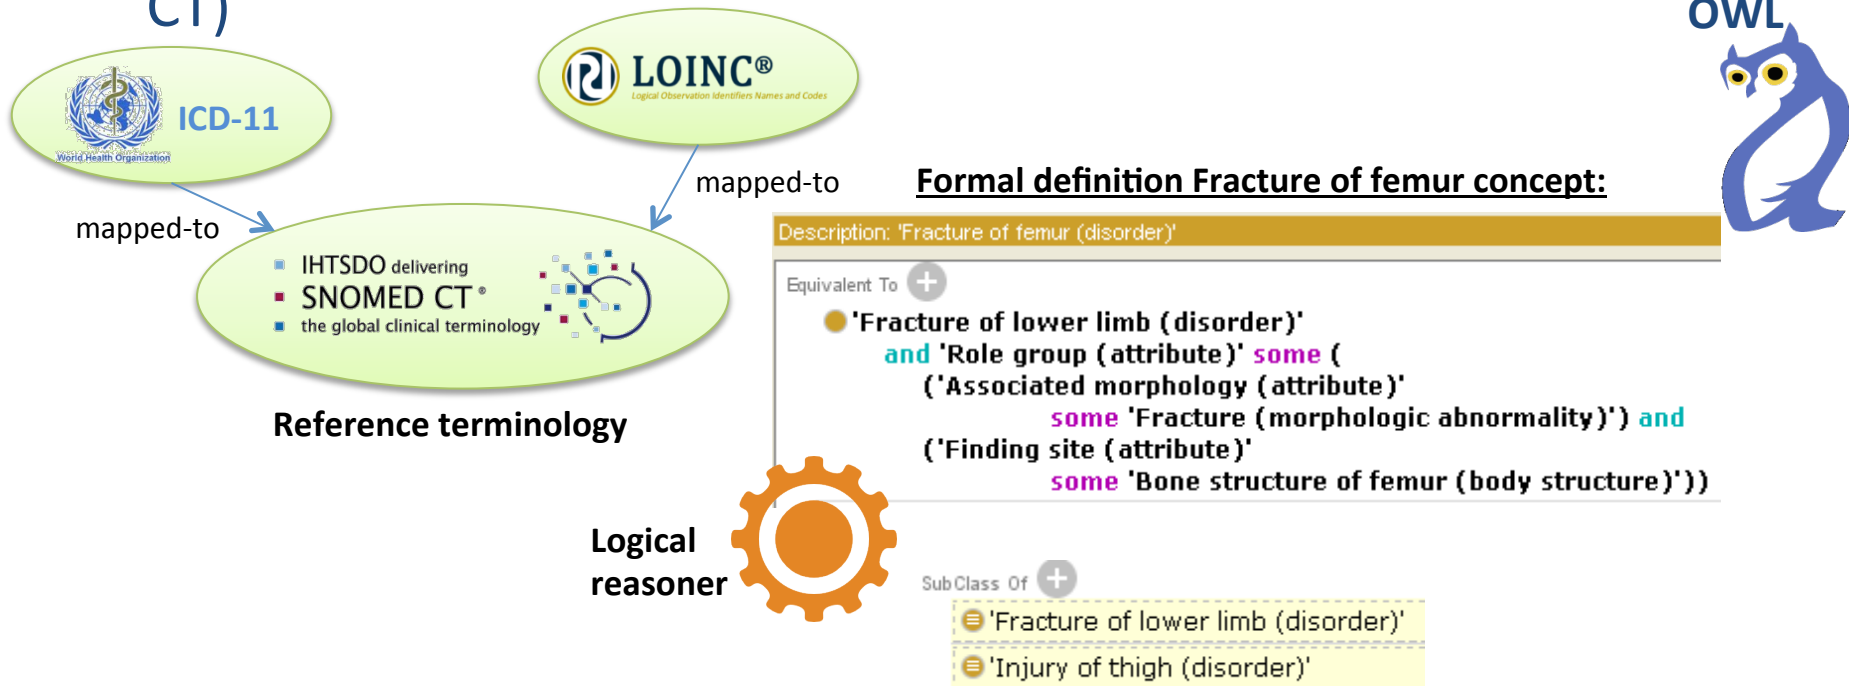 CT)
OWL
ICD-11
World Health Organization
LOINC®
Logical Observation Identifiers Names and Codes
mapped-to
mapped-to
IHTSDO delivering
SNOMED CT®
the global clinical terminology
Reference terminology
Formal definition Fracture of femur concept:
Description: 'Fracture of femur (disorder)'
Equivalent To
'Fracture of lower limb (disorder)'
and 'Role group (attribute)' some (
('Associated morphology (attribute)'
some 'Fracture (morphologic abnormality)') and
('Finding site (attribute)'
some 'Bone structure of femur (body structure)'))
Logical
reasoner
SubClass Of
'Fracture of lower limb (disorder)'
'Injury of thigh (disorder)'